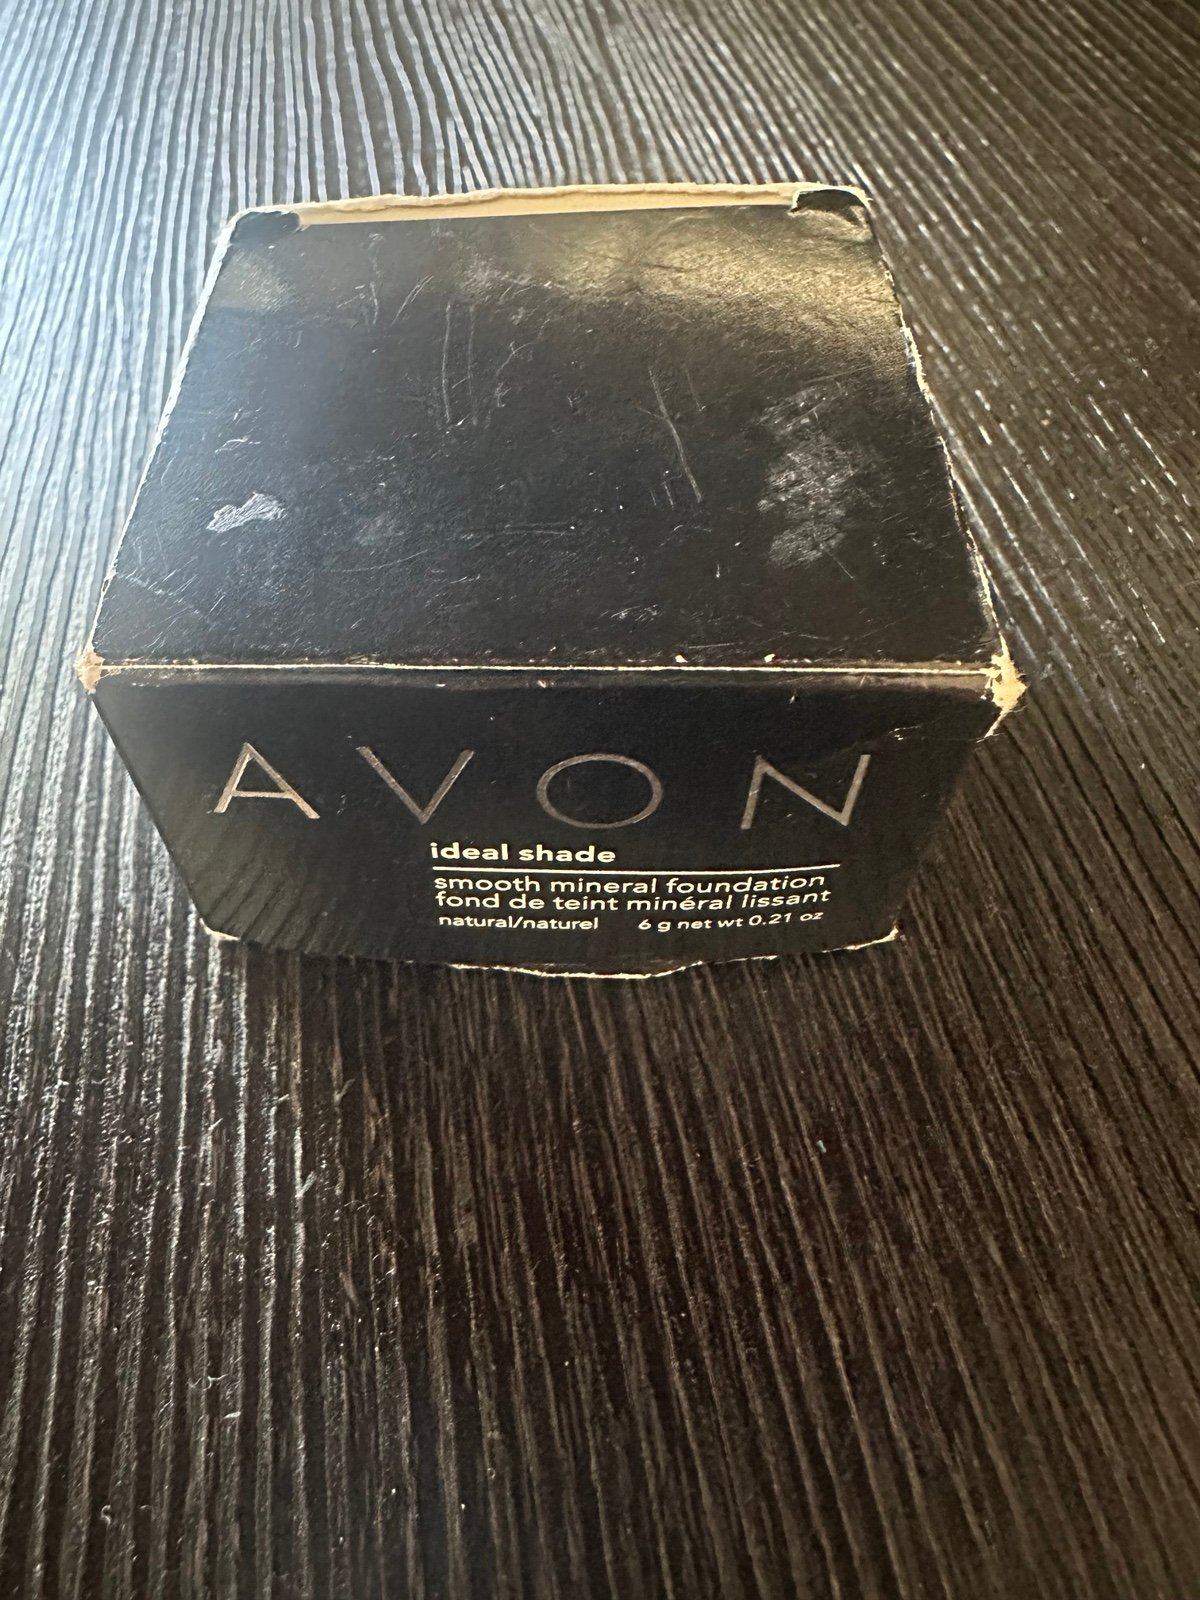 AVON
ideal shade
smooth mineral foundation
fond de teint minéral lissant
natural/naturel 6 g net wt 0.21 oz